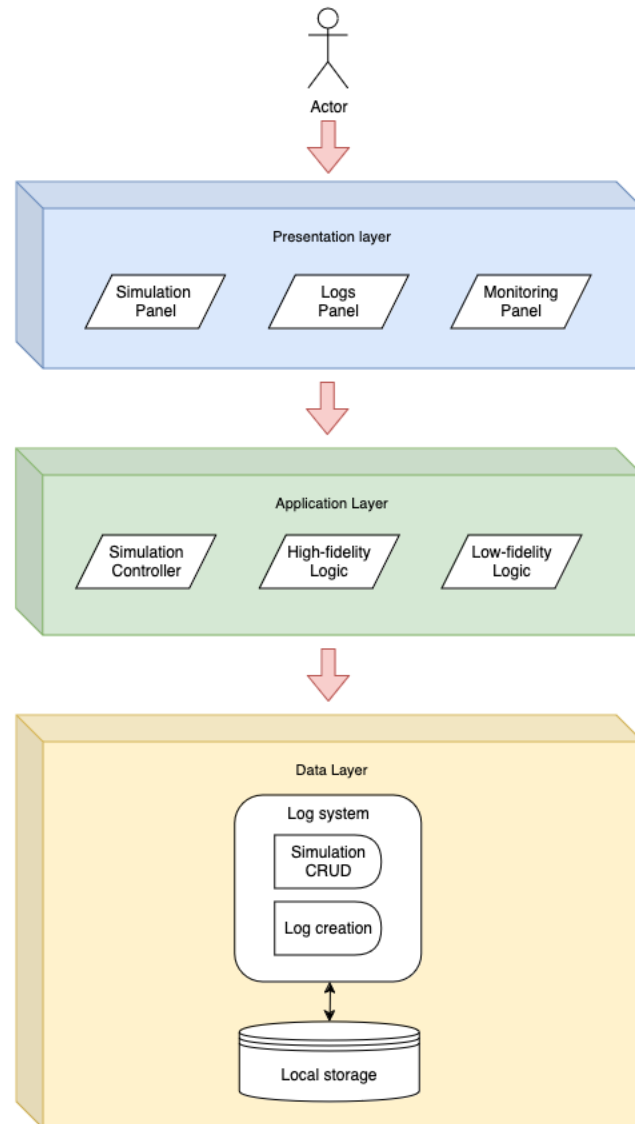 Actor
Presentation layer
Simulation
Panel
Logs
Panel
Monitoring
Panel
Application Layer
Simulation
Controller
High-fidelity
Logic
Low-fidelity
Logic
Data Layer
Log system
Simulation
CRUD
Log creation
Local storage